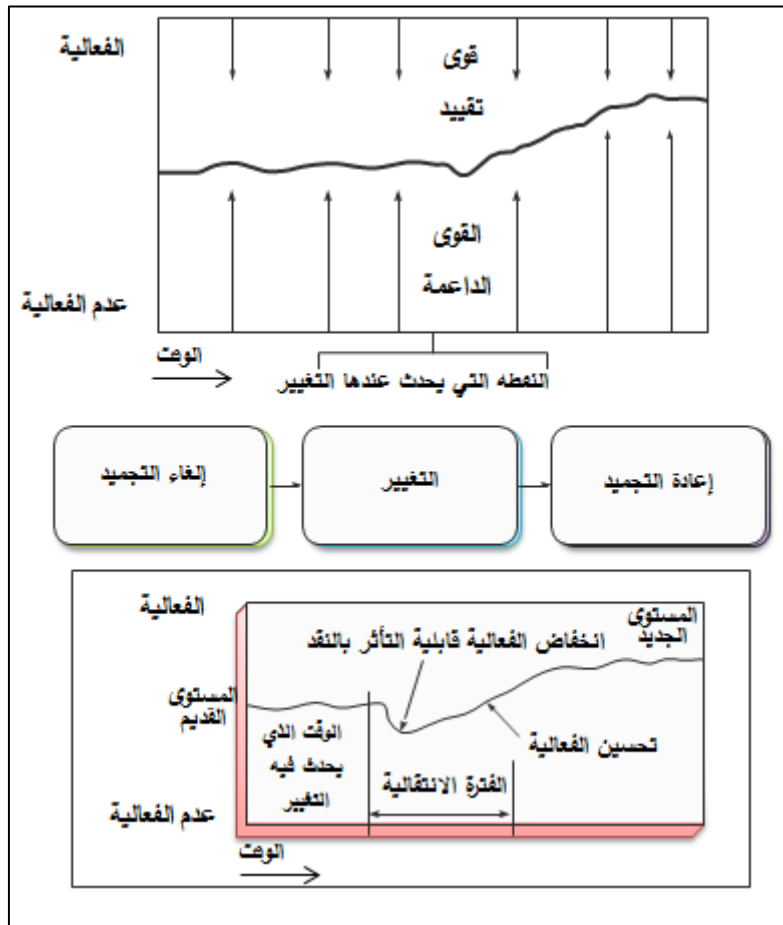 الفعالية
قوى
تقييد
القوى
الداعمة
عدم الفعالية
الوقت
النقطه التي يحدث عندها التغيير
إلغاء التجميد
التغيير
إعادة التجميد
الفعالية
المستوى
الجديد
انخفاض الفعالية قابلية التأثر بالنقد
المستوى
القديم
الوقت الذي
يحدث فيه
التغيير
تحسين الفعالية
الفترة الانتقالية
عدم الفعالية
الوقت